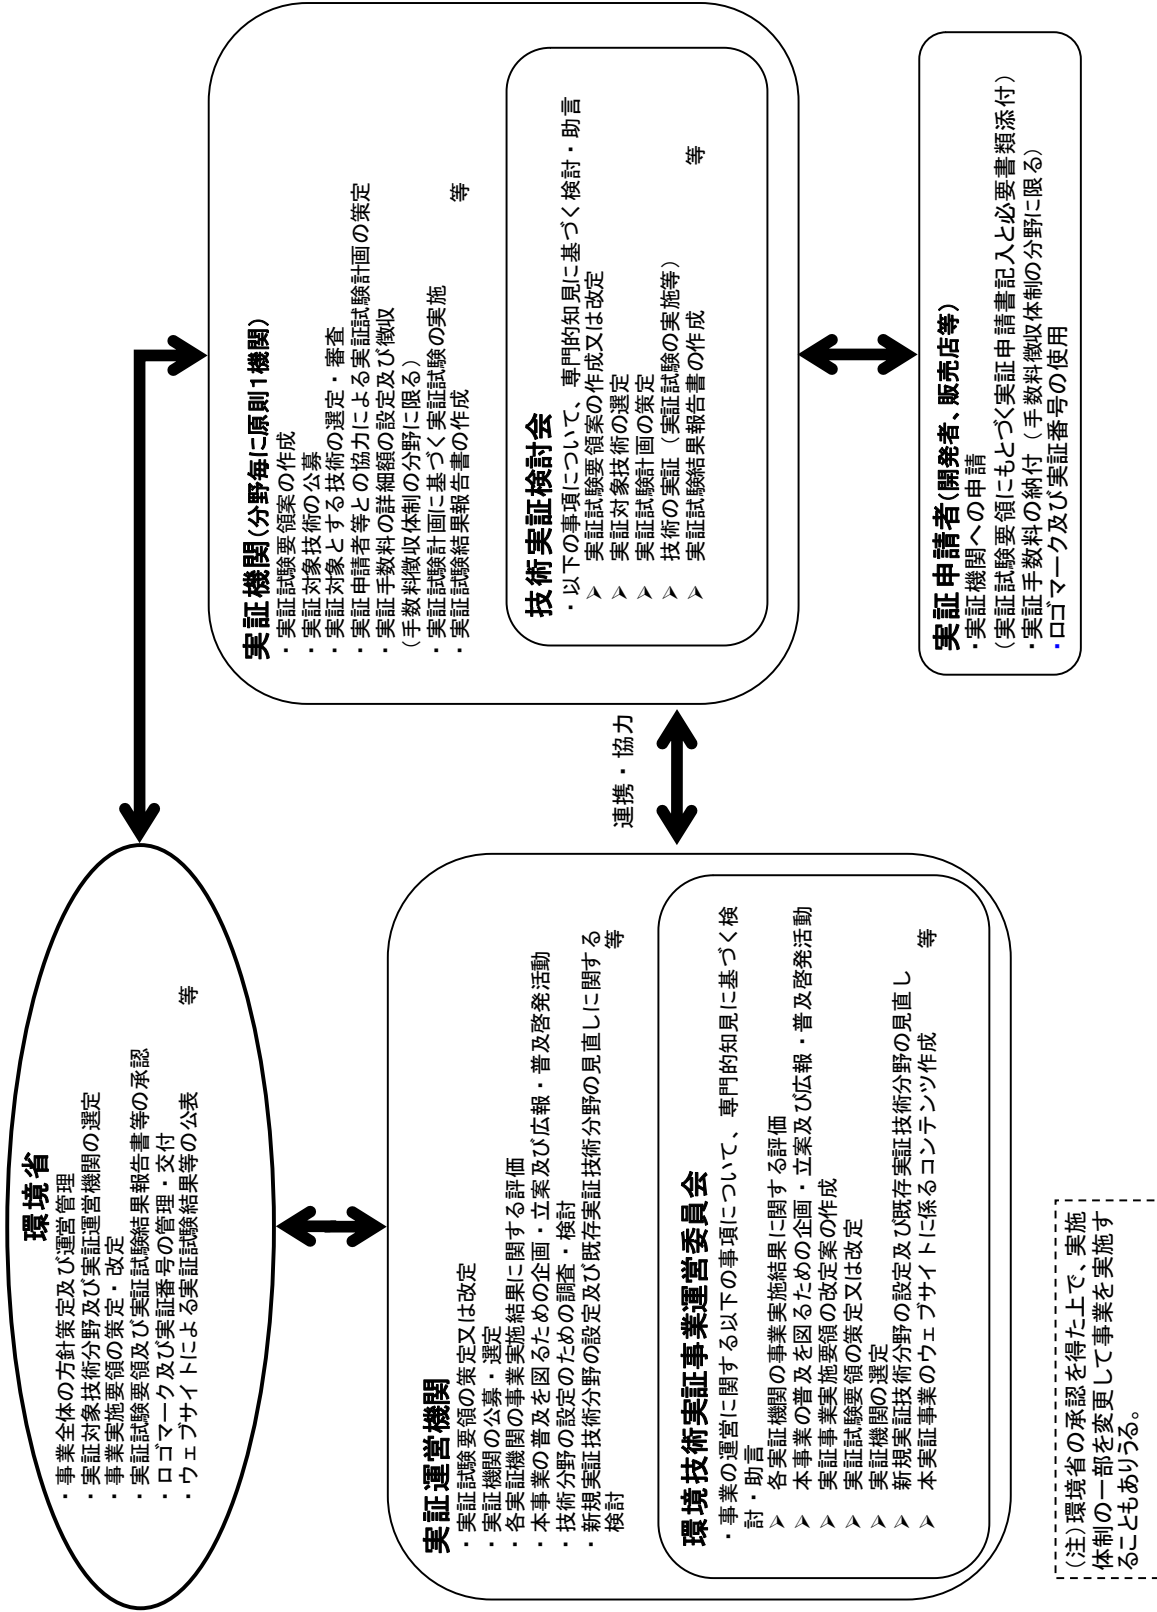 環境省
・事業全体の方針策定及び運営管理
・実証対象技術分野及び実証運営機関の選定
・事業実施要領の策定・改定
・実証試験要領及び実証試験結果報告書等の承認
・ロゴマーク及び実証番号の管理・交付
・ウェブサイトによる実証試験結果等の公表　等
実証運営機関
・実証試験要領の策定又は改定
・実証機関の公募・選定
・各実証機関の事業実施結果に関する評価
・本事業の普及を図るための企画・立案及び広報・普及啓発活動
・技術分野の設定のための調査・検討
・新規実証技術分野の設定及び既存実証技術分野の見直しに関する
検討　等
環境技術実証事業運営委員会
・事業の運営に関する以下の事項について、専門的知見に基づく検
討・助言
➢ 各実証機関の事業実施結果に関する評価
➢ 本事業の普及を図るための企画・立案及び広報・普及啓発活動
➢ 実証事業実施要領の改定案の作成
➢ 実証試験要領の策定又は改定
➢ 実証機関の選定
➢ 新規実証技術分野の設定及び既存実証技術分野の見直し
➢ 本実証事業のウェブサイトに係るコンテンツ作成　等
連携・協力
実証機関(分野毎に原則1機関)
・実証試験要領案の作成
・実証対象技術の公募
・実証対象とする技術の選定・審査
・実証申請者等との協力による実証試験計画の策定
・実証手数料の詳細額の設定及び徴収
（手数料徴収体制の分野に限る）
・実証試験計画に基づく実証試験の実施
・実証試験結果報告書の作成　等
技術実証検討会
・以下の事項について、専門的知見に基づく検討・助言
➢ 実証試験要領案の作成又は改定
➢ 実証対象技術の選定
➢ 実証試験計画の策定
➢ 技術の実証（実証試験の実施等）
➢ 実証試験結果報告書の作成　等
実証申請者(開発者、販売店等)
・実証機関への申請
（実証試験要領にもとづく実証申請書記入と必要書類添付）
・実証手数料の納付（手数料徴収体制の分野に限る）
・ロゴマーク及び実証番号の使用
（注）環境省の承認を得た上で、実施
体制の一部を変更して事業を実施す
ることもありうる。